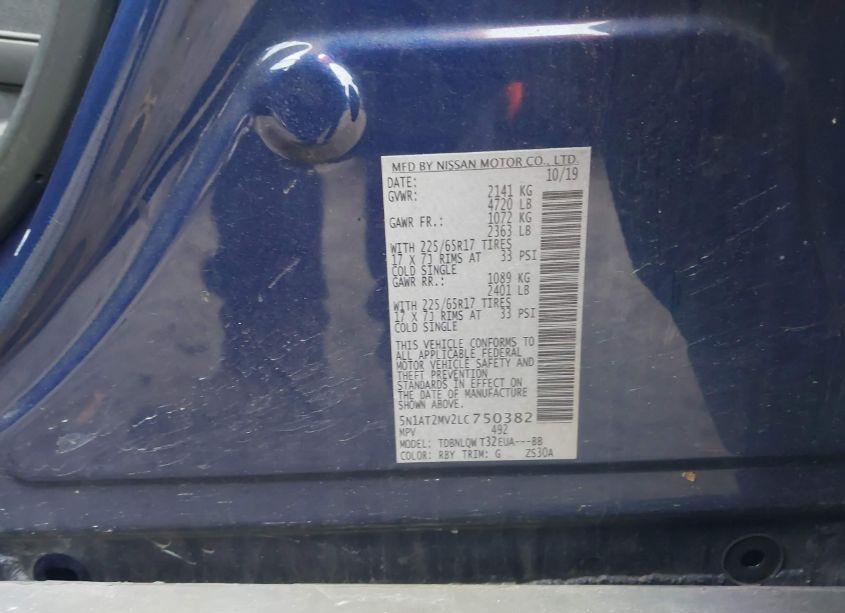 MFD BY NISSAN MOTOR CO., LTD.
DATE: 10/19
GVWR: 2141 KG
4720 LB
GAWR FR.: 1072 KG
2363 LB
WITH 225/65R17 TIRES
17 X 7J RIMS AT 33 PSI
COLD SINGLE
GAWR RR.: 1089 KG
2401 LB
WITH 225/65R17 TIRES
17 X 7J RIMS AT 33 PSI
COLD SINGLE
THIS VEHICLE CONFORMS TO
ALL APPLICABLE FEDERAL
MOTOR VEHICLE SAFETY AND
THEFT PREVENTION
STANDARDS IN EFFECT ON
THE DATE OF MANUFACTURE
SHOWN ABOVE.
5N1AT2MV2LC750382
MPV 492
MODEL: TDBNLQW T32EUA---BB
COLOR: RBY TRIM: G ZS30A